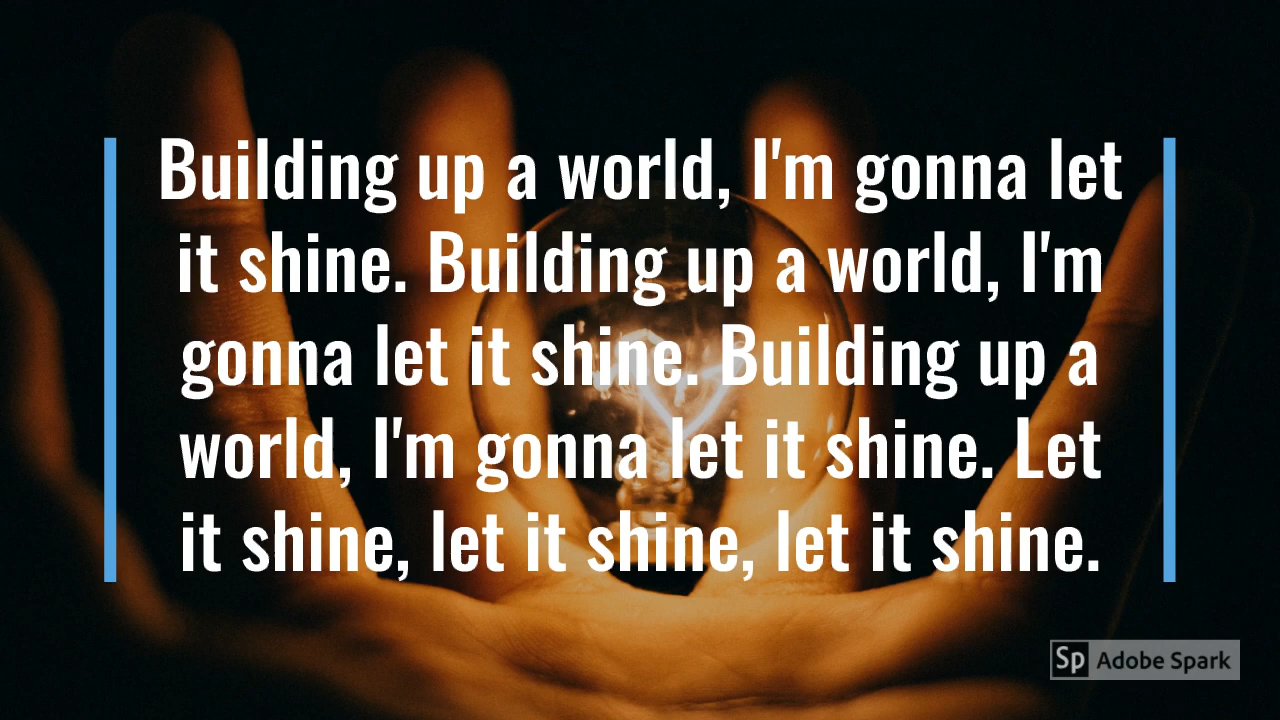 Building up a world, I'm gonna let
it shine. Building up a world, I'm
gonna let it shine. Building up a
world, I'm gonna let it shine. Let
it shine, let it shine, let it shine.
Sp Adobe Spark